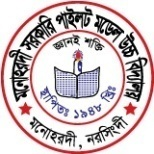 মনোহরদী সরকারি পাইলট মডেল উচ্চ বিদ্যালয়
জ্ঞানই শক্তি
স্থাপিতঃ ১৯৪৮ খ্রিঃ
মনোহরদী, নরসিংদী